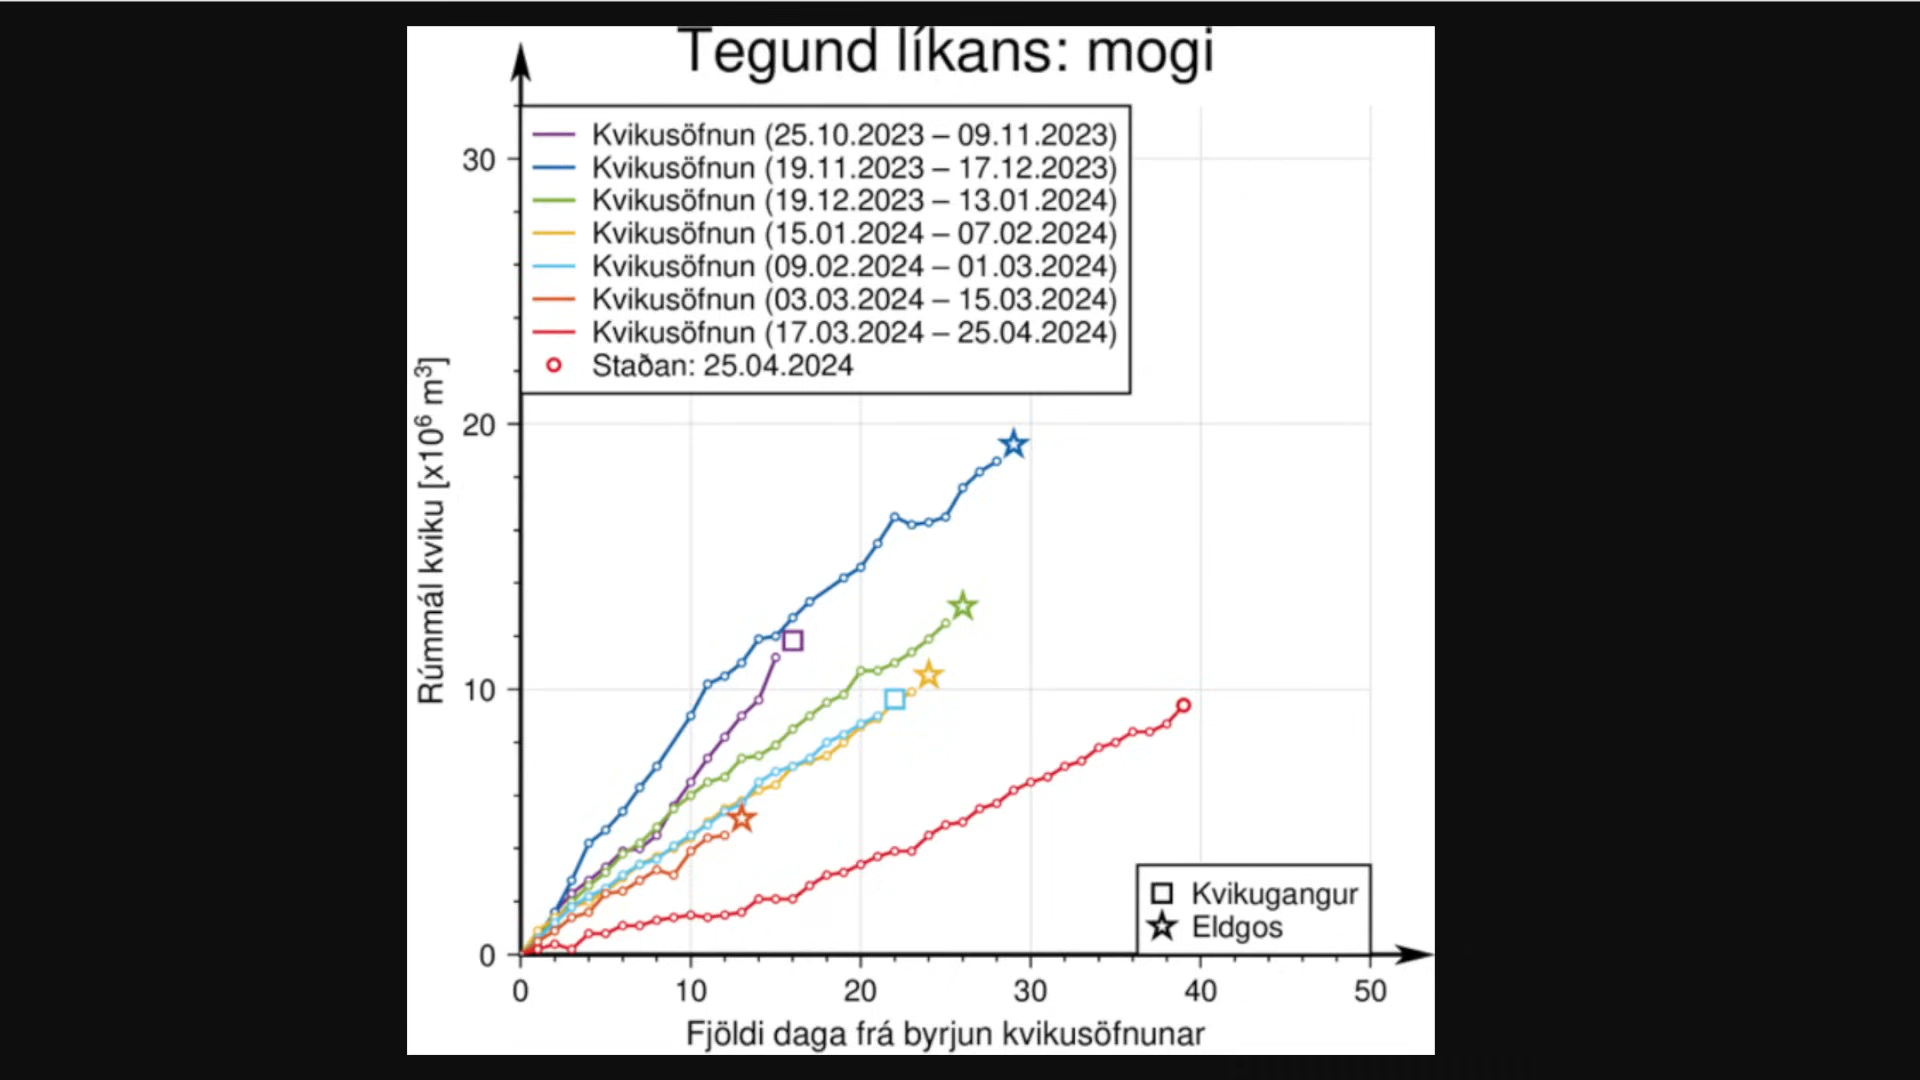 Tegund líkans: mogi
Kvikusöfnun (25.10.2023 – 09.11.2023)
Kvikusöfnun (19.11.2023 – 17.12.2023)
Kvikusöfnun (19.12.2023 – 13.01.2024)
Kvikusöfnun (15.01.2024 – 07.02.2024)
Kvikusöfnun (09.02.2024 – 01.03.2024)
Kvikusöfnun (03.03.2024 – 15.03.2024)
Kvikusöfnun (17.03.2024 – 25.04.2024)
Staðan: 25.04.2024
Rúmmál kviku [x10⁶ m³]
30
20
10
0
Kvikugangur
Eldgos
0 10 20 30 40 50
Fjöldi daga frá byrjun kvikusöfnunar